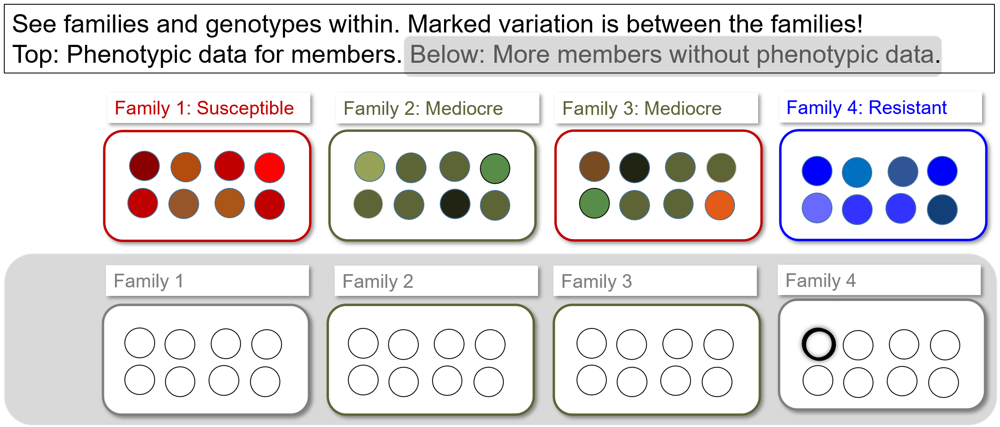 See families and genotypes within. Marked variation is between the families!
Top: Phenotypic data for members. Below: More members without phenotypic data.
Family 1: Susceptible
Family 2: Mediocre
Family 3: Mediocre
Family 4: Resistant
Family 1
Family 2
Family 3
Family 4